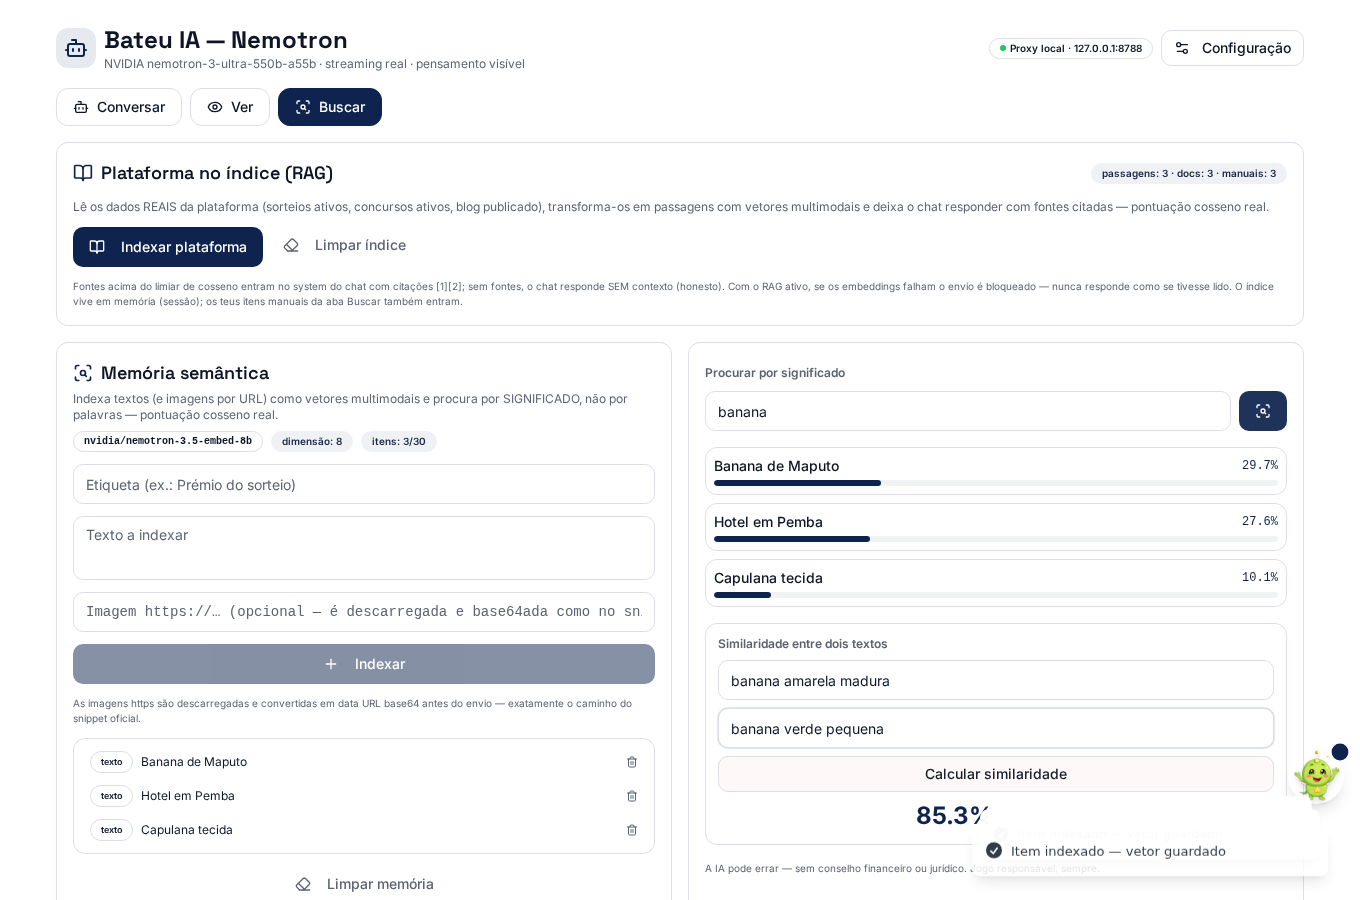 Bateu IA — Nemotron
NVIDIA nemotron-3-ultra-550b-a55b · streaming real · pensamento visível
Proxy local · 127.0.0.1:8788
Configuração
Conversar
Ver
Buscar
Plataforma no índice (RAG)
passagens: 3 · docs: 3 · manuais: 3
Lê os dados REAIS da plataforma (sorteios ativos, concursos ativos, blog publicado), transforma-os em passagens com vetores multimodais e deixa o chat responder com fontes citadas — pontuação cosseno real.
Indexar plataforma
Limpar índice
Fontes acima do limiar de cosseno entram no system do chat com citações [1][2]; sem fontes, o chat responde SEM contexto (honesto). Com o RAG ativo, se os embeddings falham o envio é bloqueado — nunca responde como se tivesse lido. O índice
vive em memória (sessão); os teus itens manuais da aba Buscar também entram.
Memória semântica
Indexa textos (e imagens por URL) como vetores multimodais e procura por SIGNIFICADO, não por
palavras — pontuação cosseno real.
nvidia/nemotron-3.5-embed-8b
dimensão: 8
itens: 3/30
Etiqueta (ex.: Prémio do sorteio)
Texto a indexar
Imagem https://… (opcional — é descarregada e base64ada como no sn
Indexar
As imagens https são descarregadas e convertidas em data URL base64 antes do envio — exatamente o caminho do
snippet oficial.
texto Banana de Maputo
texto Hotel em Pemba
texto Capulana tecida
Limpar memória
Procurar por significado
banana
Banana de Maputo 29.7%
Hotel em Pemba 27.6%
Capulana tecida 10.1%
Similaridade entre dois textos
banana amarela madura
banana verde pequena
Calcular similaridade
85.3%
Item indexado — vetor guardado
A IA pode errar — sem conselho financeiro ou jurídico. Jogo responsável, sempre.